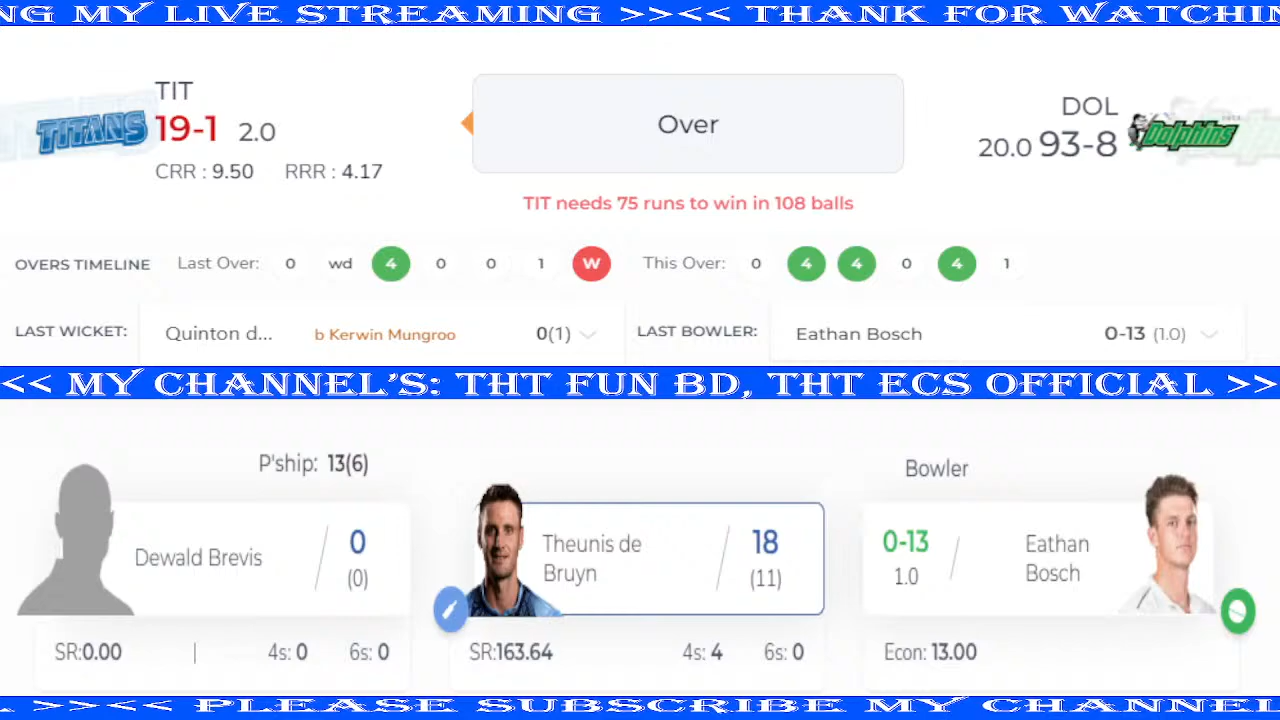 NG MY LIVE STREAMING >><< THANK FOR WATCHIN
TIT
19-1 2.0
CRR : 9.50 RRR : 4.17
TITANS
Over
DOL
20.0 93-8
Dolphins
TIT needs 75 runs to win in 108 balls
OVERS TIMELINE Last Over: 0 wd 4 0 0 1 W This Over: 0 4 4 0 4 1
LAST WICKET: Quinton d... b Kerwin Mungroo 0(1) LAST BOWLER: Eathan Bosch 0-13 (1.0)
<< MY CHANNEL'S: THT FUN BD, THT ECS OFFICIAL >>
P'ship: 13(6)
Dewald Brevis 0 (0)
SR:0.00 | 4s: 0 6s: 0
Theunis de
Bruyn
18
(11)
SR:163.64 4s: 4 6s: 0
Bowler
0-13
1.0
Eathan
Bosch
Econ: 13.00
>><< PLEASE SUBSCRIBE MY CHANNEL